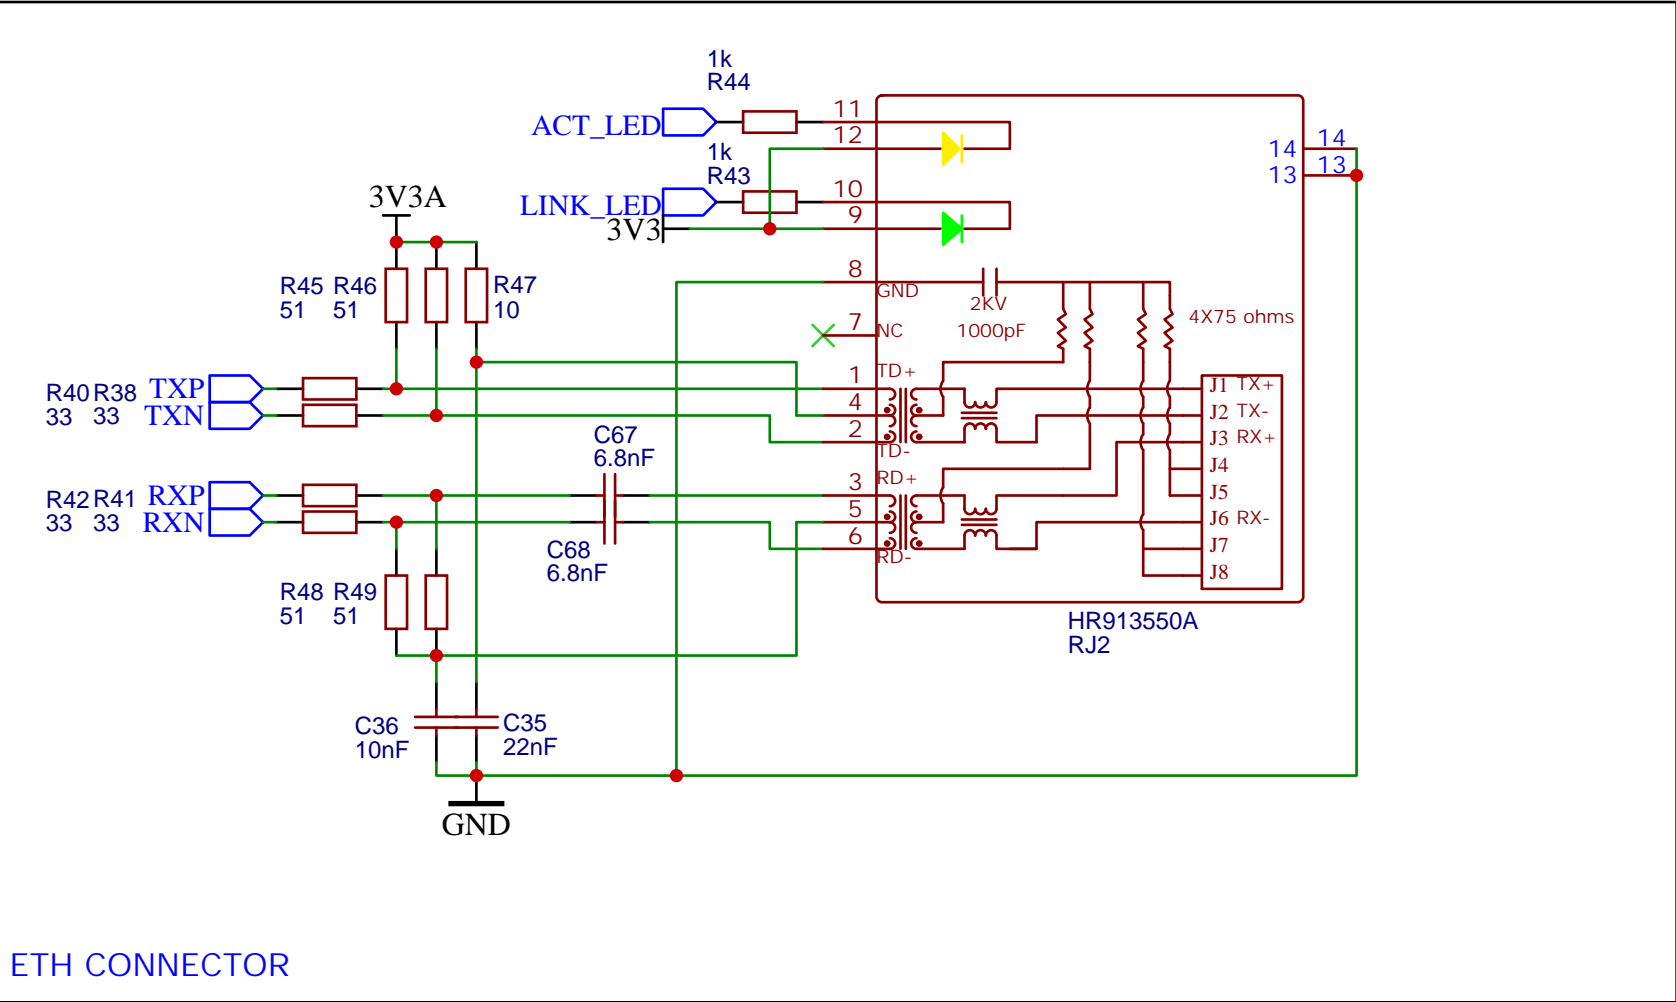 1k
R44
ACT_LED
11
12
1k
R43
LINK_LED
3V3
10
9
14
14
13
13
3V3A
R45 R46
51 51
R47
10
8
GND
2KV
1000pF
4X75 ohms
7
NC
R40 R38
33 33
TXP
TXN
1
TD+
4
2
TD-
J1 TX+
J2 TX-
J3 RX+
J4
J5
J6 RX-
J7
J8
C67
6.8nF
R42 R41
33 33
RXP
RXN
3
RD+
5
6
RD-
C68
6.8nF
R48 R49
51 51
HR913550A
RJ2
C36
10nF
C35
22nF
GND
ETH CONNECTOR